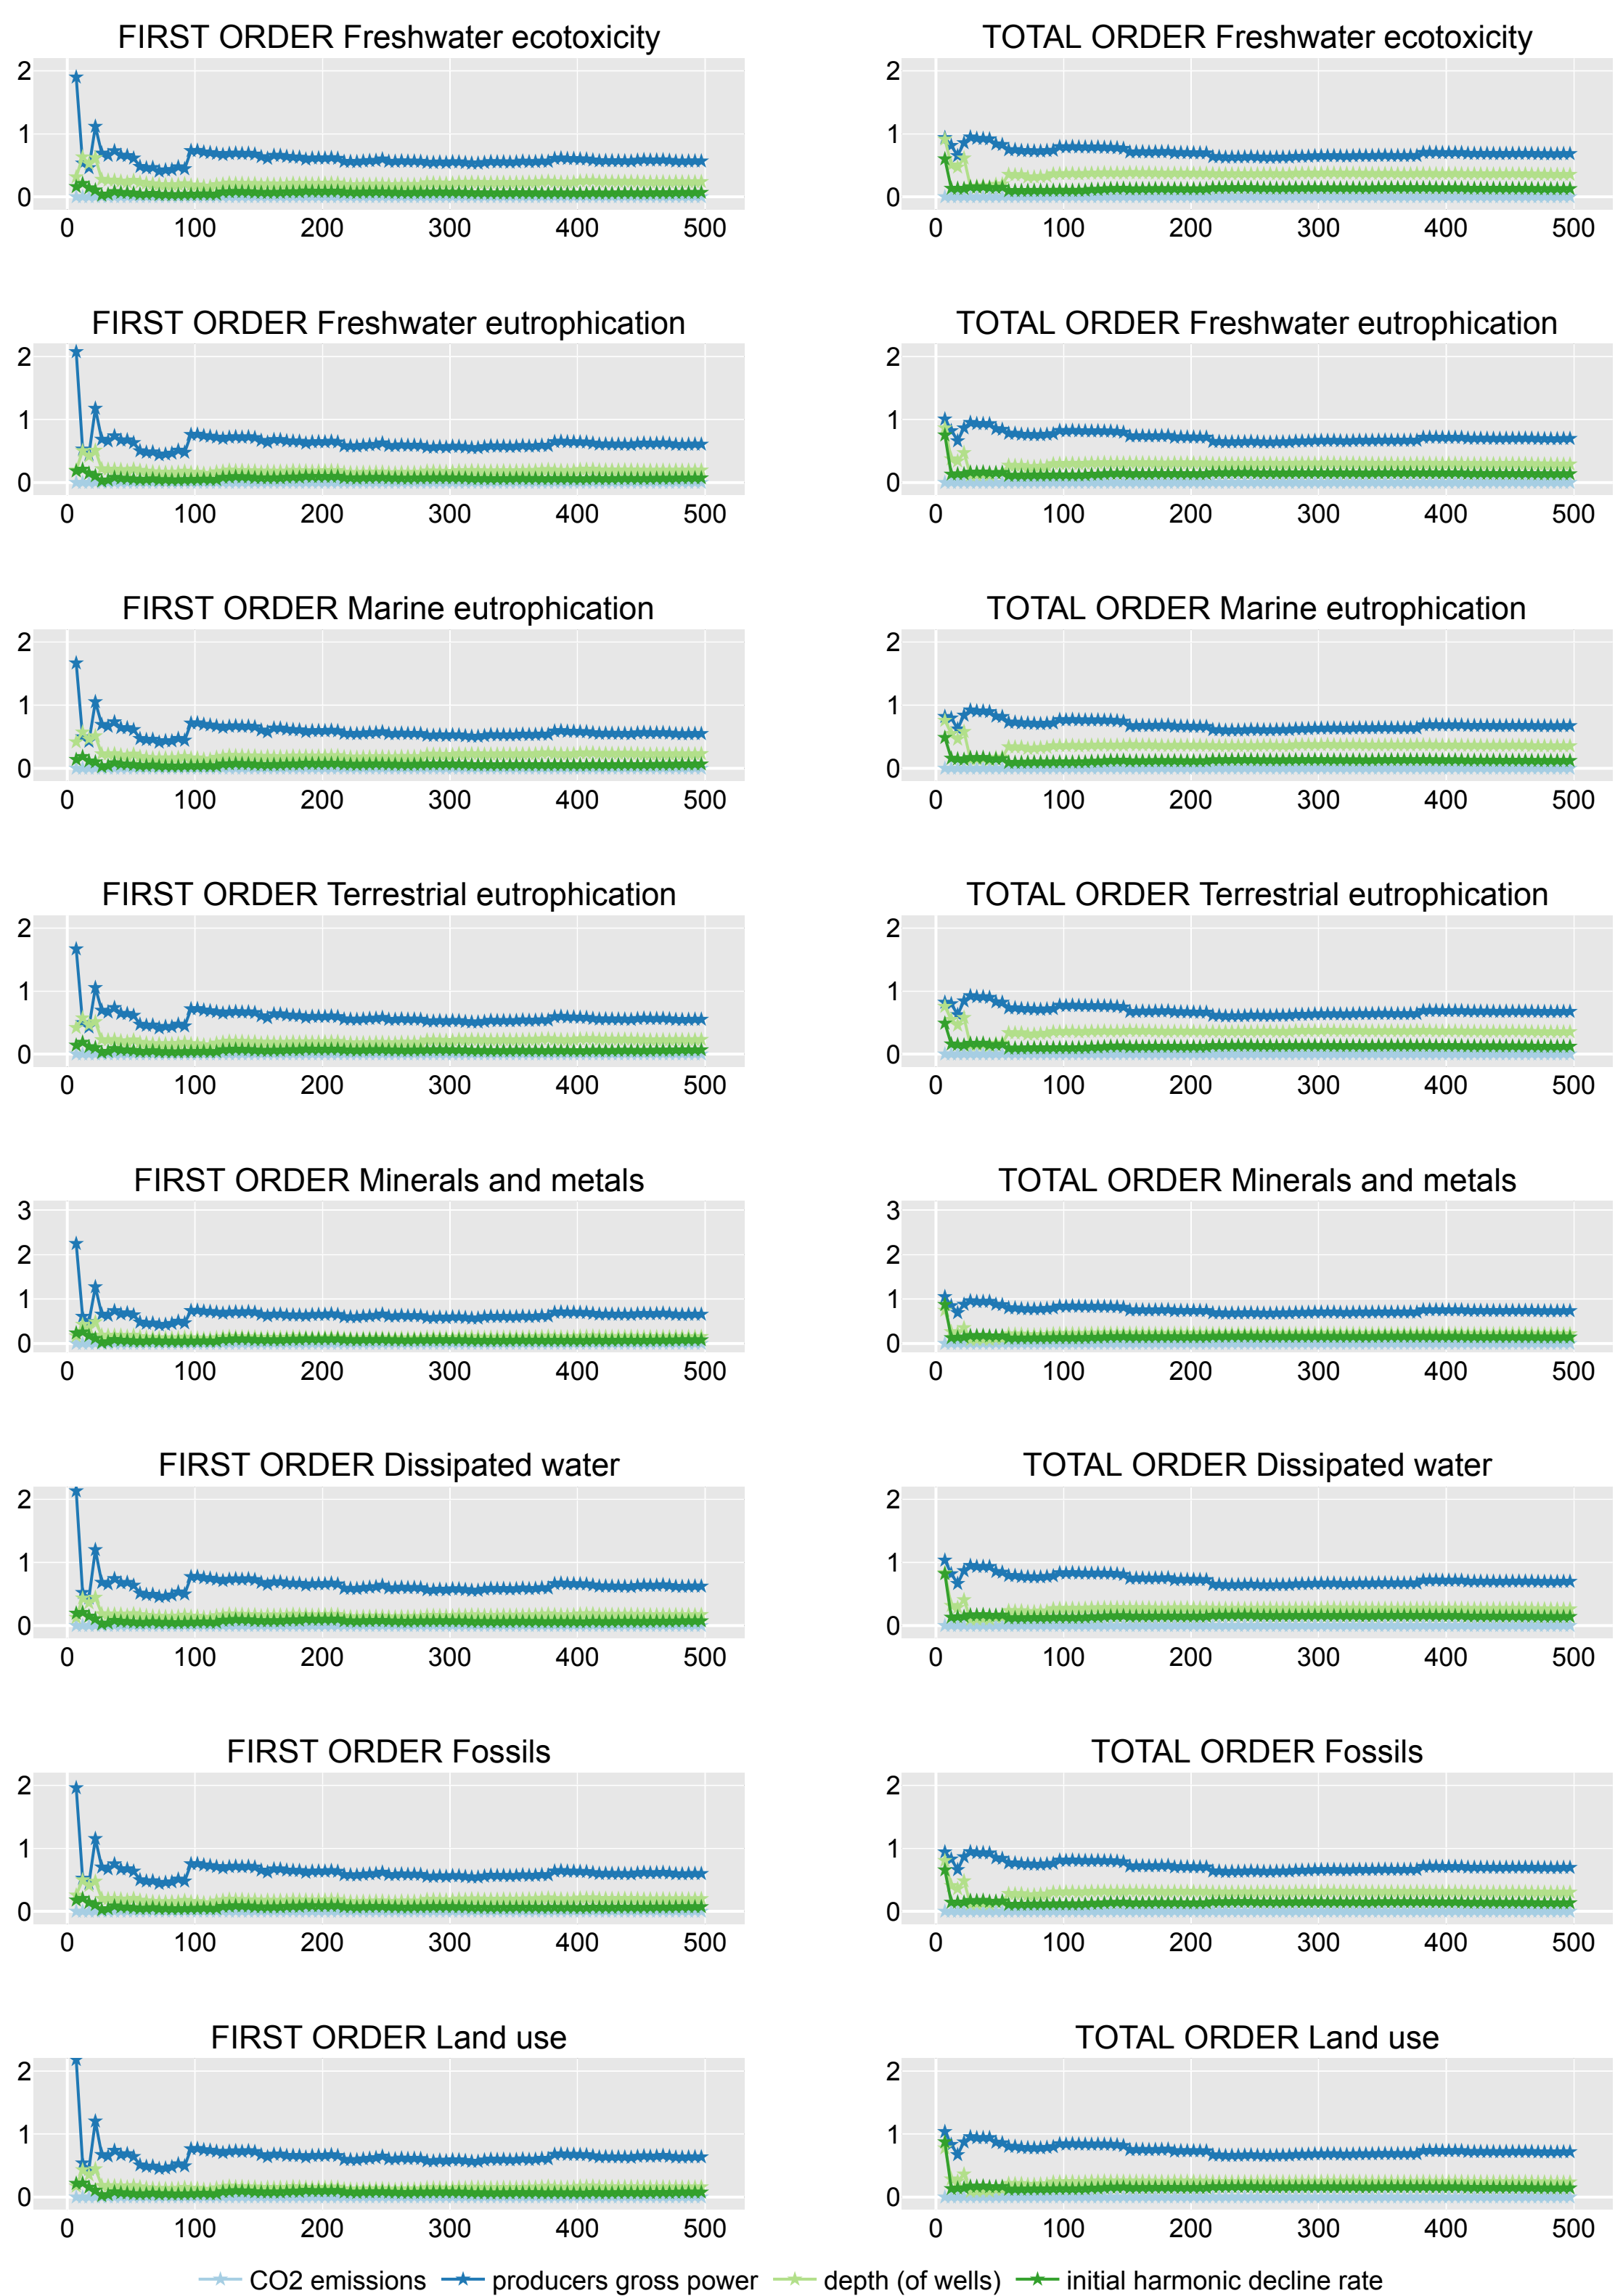 FIRST ORDER Freshwater ecotoxicity
2
1
0
0 100 200 300 400 500
TOTAL ORDER Freshwater ecotoxicity
2
1
0
0 100 200 300 400 500
FIRST ORDER Freshwater eutrophication
2
1
0
0 100 200 300 400 500
TOTAL ORDER Freshwater eutrophication
2
1
0
0 100 200 300 400 500
FIRST ORDER Marine eutrophication
2
1
0
0 100 200 300 400 500
TOTAL ORDER Marine eutrophication
2
1
0
0 100 200 300 400 500
FIRST ORDER Terrestrial eutrophication
2
1
0
0 100 200 300 400 500
TOTAL ORDER Terrestrial eutrophication
2
1
0
0 100 200 300 400 500
FIRST ORDER Minerals and metals
3
2
1
0
0 100 200 300 400 500
TOTAL ORDER Minerals and metals
3
2
1
0
0 100 200 300 400 500
FIRST ORDER Dissipated water
2
1
0
0 100 200 300 400 500
TOTAL ORDER Dissipated water
2
1
0
0 100 200 300 400 500
FIRST ORDER Fossils
2
1
0
0 100 200 300 400 500
TOTAL ORDER Fossils
2
1
0
0 100 200 300 400 500
FIRST ORDER Land use
2
1
0
0 100 200 300 400 500
TOTAL ORDER Land use
2
1
0
0 100 200 300 400 500
CO2 emissions producers gross power depth (of wells) initial harmonic decline rate